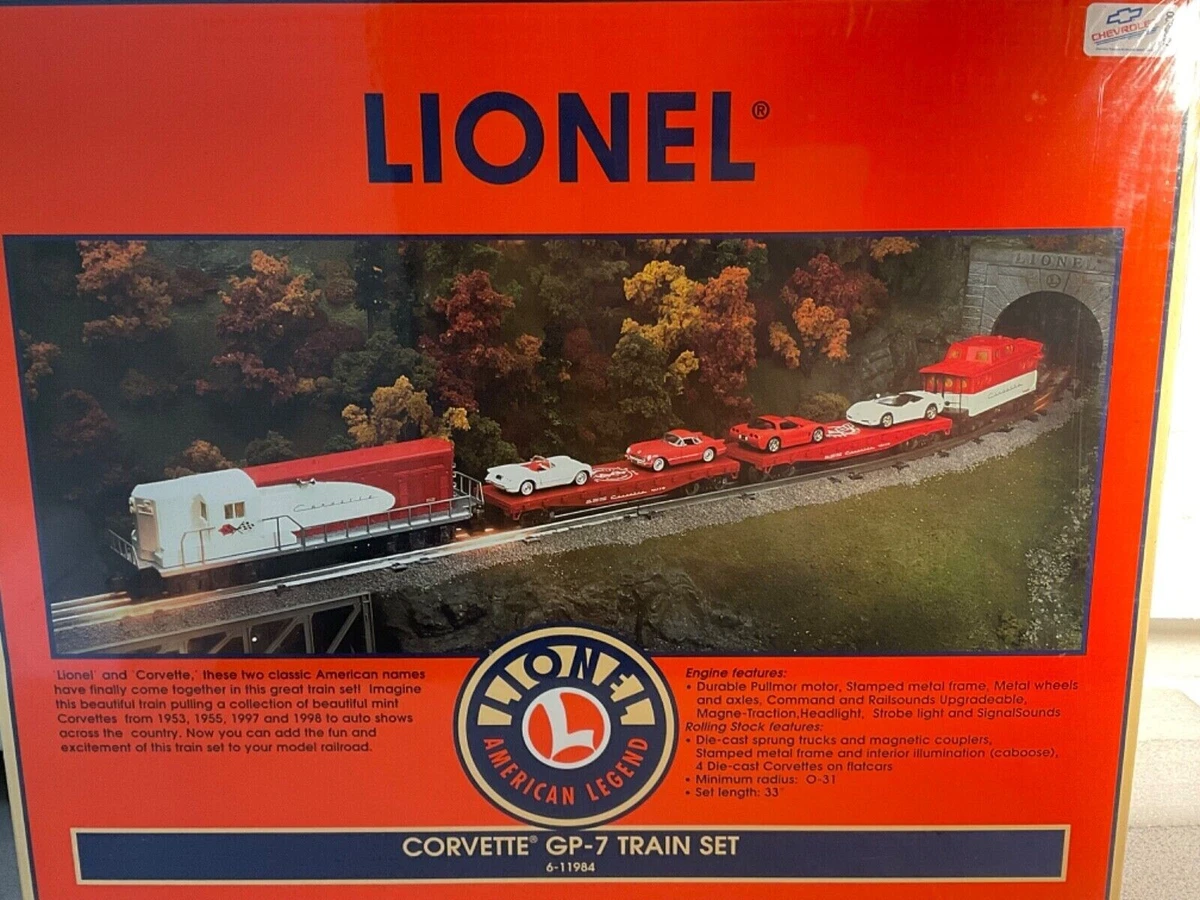 CHEVROLET
LIONEL®
LIONEL
L
Corvette
Corvette
Corvette
Corvette
'Lionel' and 'Corvette,' these two classic American names
have finally come together in this great train set! Imagine
this beautiful train pulling a collection of beautiful mint
Corvettes from 1953, 1955, 1997 and 1998 to auto shows
across the country. Now you can add the fun and
excitement of this train set to your model railroad.
LIONEL
L
AMERICAN LEGEND
Engine features:
• Durable Pullmor motor, Stamped metal frame, Metal wheels
and axles, Command and Railsounds Upgradeable,
Magne-Traction,Headlight, Strobe light and SignalSounds
Rolling Stock features:
• Die-cast sprung trucks and magnetic couplers,
Stamped metal frame and interior illumination (caboose),
4 Die-cast Corvettes on flatcars
• Minimum radius: O-31
• Set length: 33"
CORVETTE® GP-7 TRAIN SET
6-11984